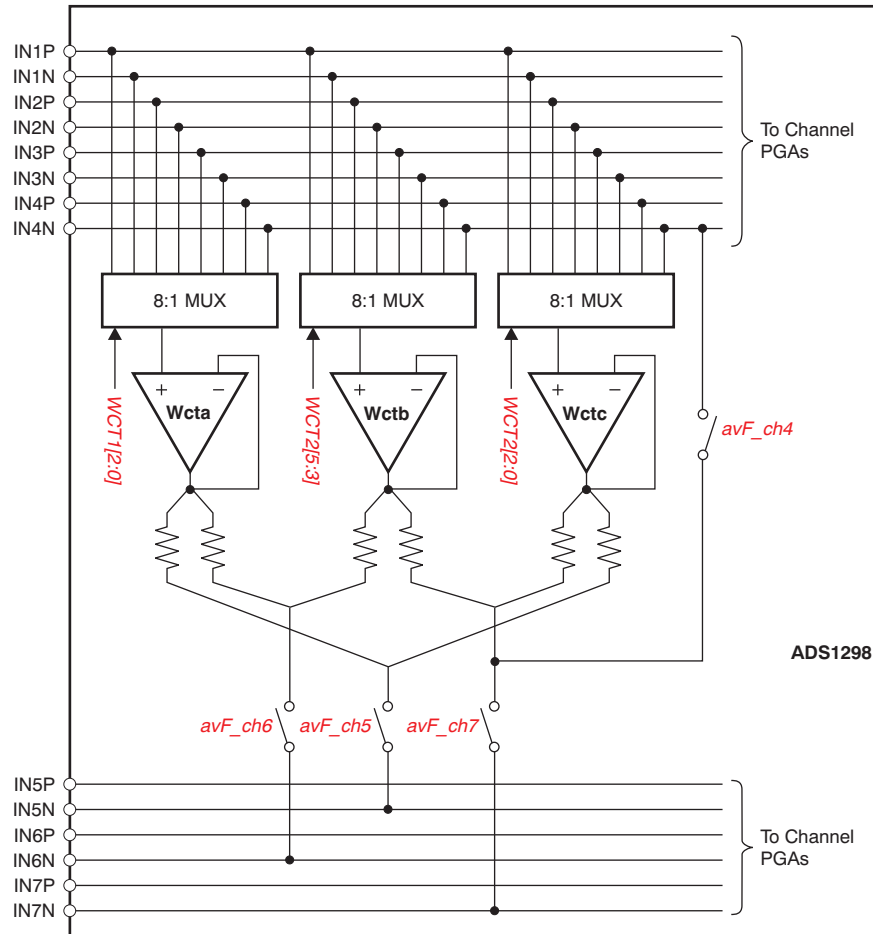 IN1P
IN1N
IN2P
IN2N
IN3P
IN3N
IN4P
IN4N
To Channel
PGAs
8:1 MUX
8:1 MUX
8:1 MUX
+ −
+ −
+ −
Wcta
Wctb
Wctc
WCT1[2:0]
WCT2[5:3]
WCT2[2:0]
avF_ch4
ADS1298
avF_ch6
avF_ch5
avF_ch7
IN5P
IN5N
IN6P
IN6N
IN7P
IN7N
To Channel
PGAs